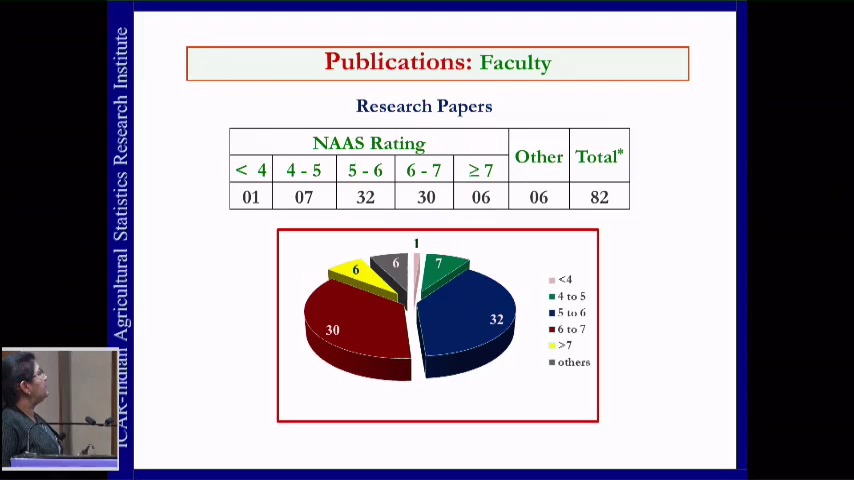 ICAR-Indian Agricultural Statistics Research Institute
Publications: Faculty
Research Papers
NAAS Rating Other Total*
< 4 4 - 5 5 - 6 6 - 7 ≥ 7
01 07 32 30 06 06 82
1
6 6 7
32
30
<4
4 to 5
5 to 6
6 to 7
>7
others